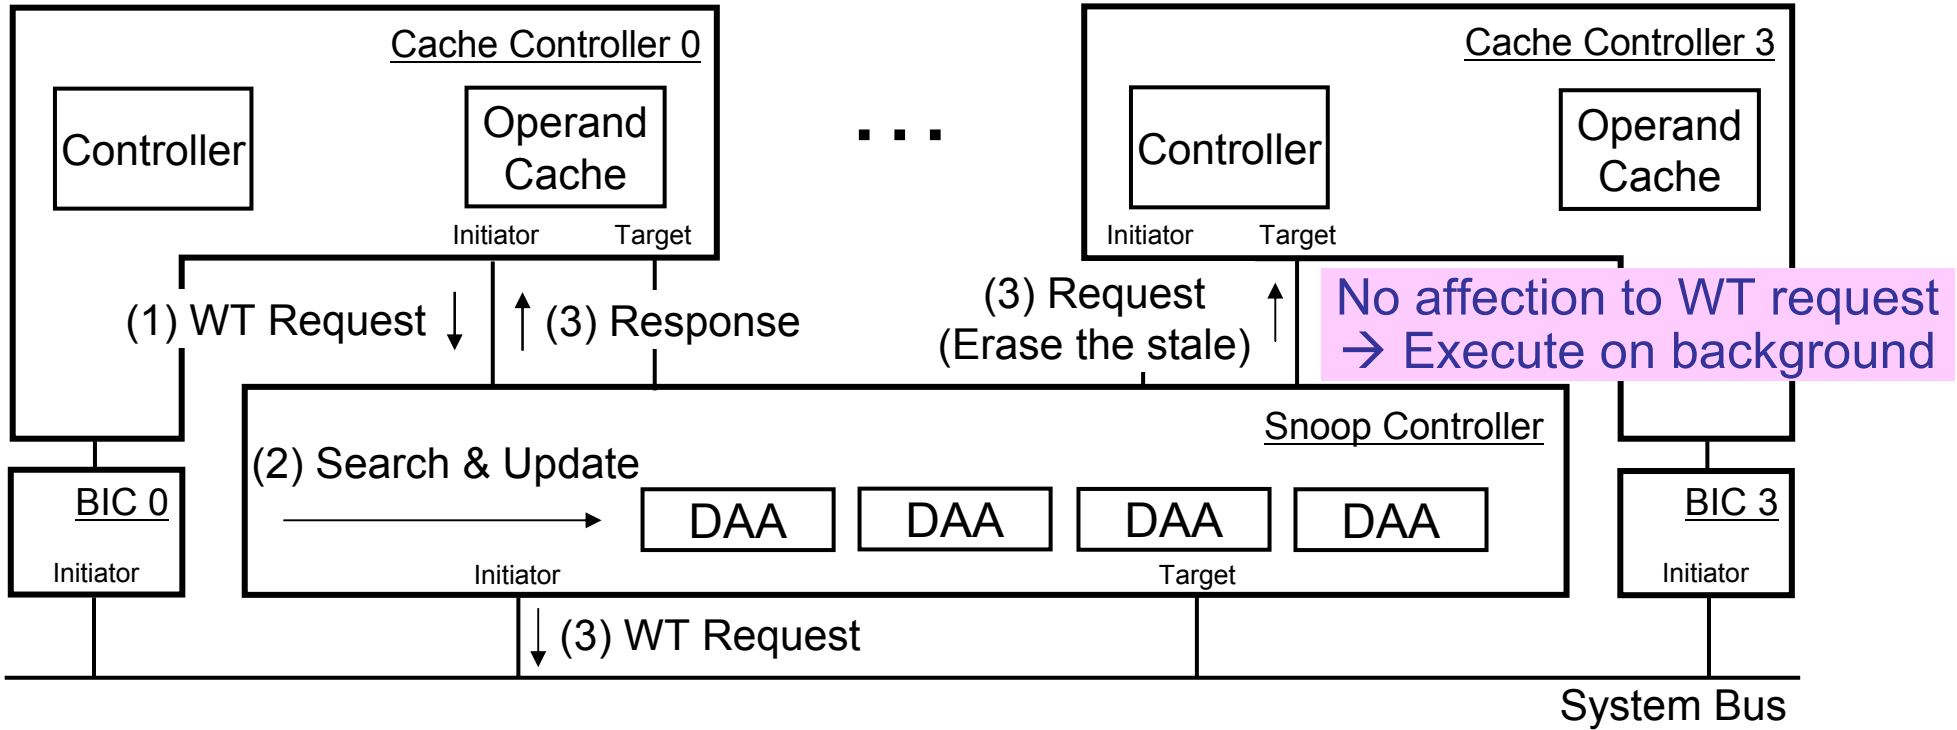 Cache Controller 0
Cache Controller 3
Controller
Operand
Cache
...
Controller
Operand
Cache
Initiator
Target
Initiator
Target
(1) WT Request
(3) Response
(3) Request
(Erase the stale)
No affection to WT request
→ Execute on background
Snoop Controller
(2) Search & Update
BIC 0
DAA
DAA
DAA
DAA
BIC 3
Initiator
Initiator
Target
Initiator
(3) WT Request
System Bus